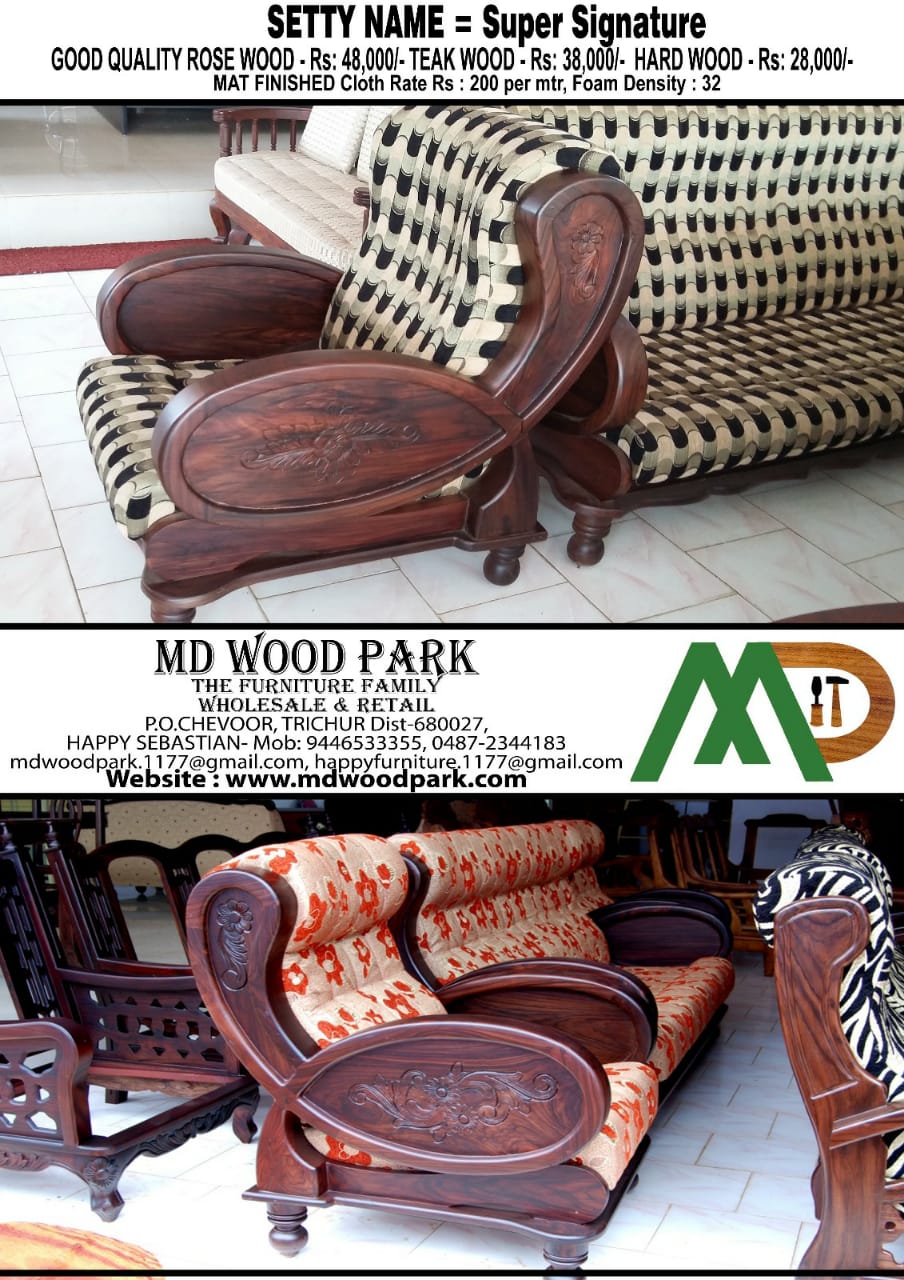 SETTY NAME = Super Signature
GOOD QUALITY ROSE WOOD - Rs: 48,000/- TEAK WOOD - Rs: 38,000/- HARD WOOD - Rs: 28,000/-
MAT FINISHED Cloth Rate Rs : 200 per mtr, Foam Density : 32
MD WOOD PARK
THE FURNITURE FAMILY
WHOLESALE & RETAIL
P.O.CHEVOOR, TRICHUR Dist-680027,
HAPPY SEBASTIAN- Mob: 9446533355, 0487-2344183
mdwoodpark.1177@gmail.com, happyfurniture.1177@gmail.com
Website : www.mdwoodpark.com
MD